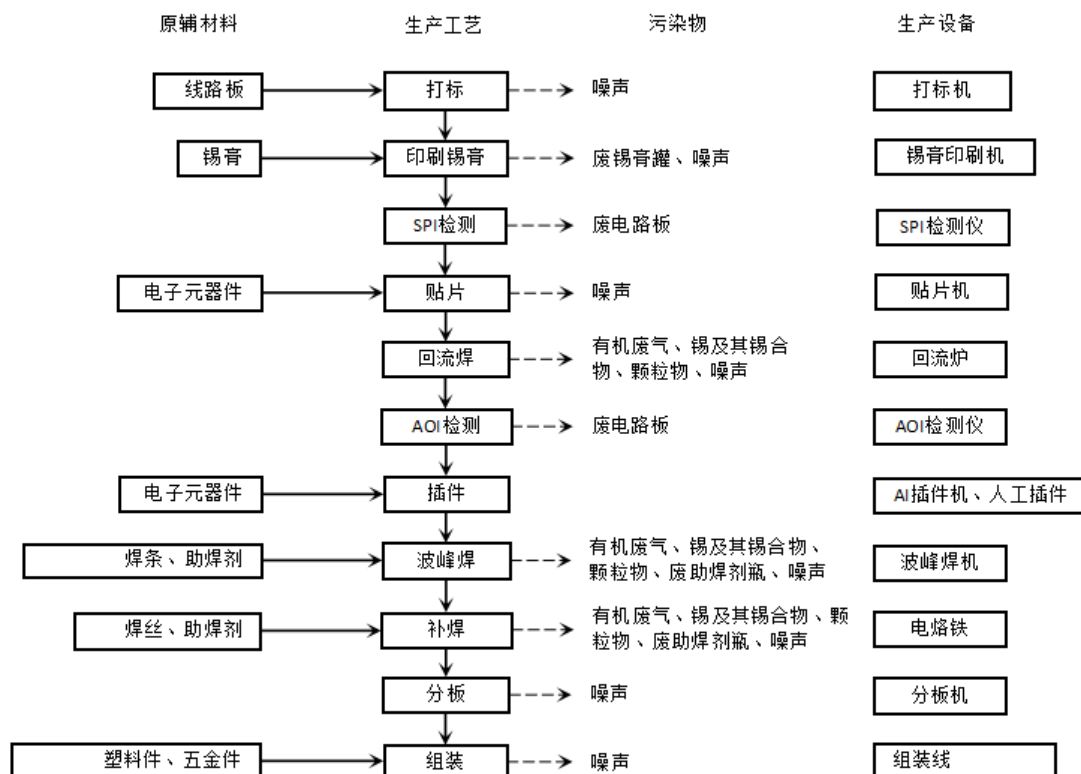 原辅材料 生产工艺 污染物 生产设备
线路板 打标 噪声 打标机
锡膏 印刷锡膏 废锡膏罐、噪声 锡膏印刷机
SPI检测 废电路板 SPI检测仪
电子元器件 贴片 噪声 贴片机
回流焊 有机废气、锡及其锡合 回流炉
物、颗粒物、噪声
AOI检测 废电路板 AOI检测仪
电子元器件 插件 AI插件机、人工插件
焊条、助焊剂 波峰焊 有机废气、锡及其锡合物、 波峰焊机
颗粒物、废助焊剂瓶、噪声
焊丝、助焊剂 补焊 有机废气、锡及其锡合物、颗 电烙铁
粒物、废助焊剂瓶、噪声
分板 噪声 分板机
塑料件、五金件 组装 噪声 组装线